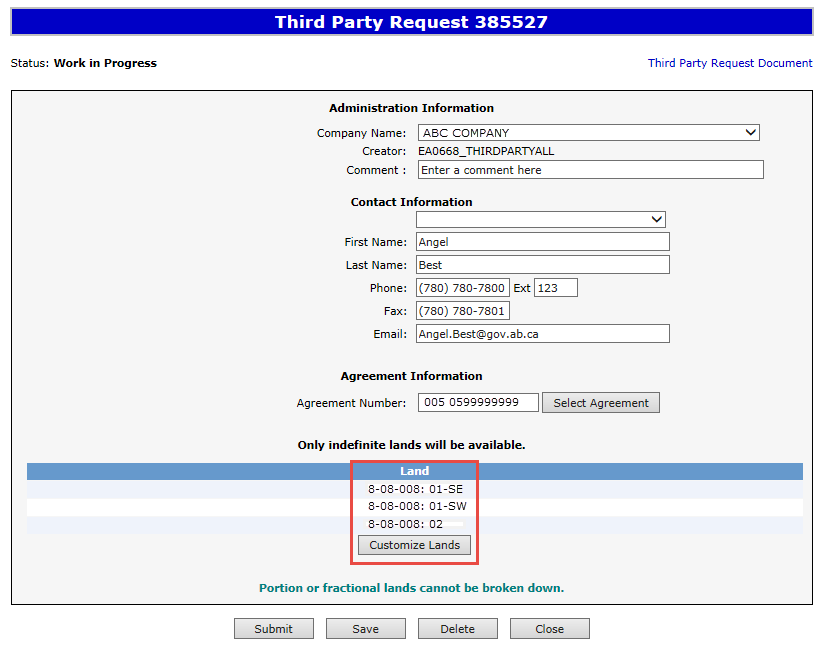 Third Party Request 385527
Status: Work in Progress
Third Party Request Document
Administration Information
Company Name: ABC COMPANY
Creator: EA0668_THIRDPARTYALL
Comment : Enter a comment here
Contact Information
First Name: Angel
Last Name: Best
Phone: (780) 780-7800 Ext 123
Fax: (780) 780-7801
Email: Angel.Best@gov.ab.ca
Agreement Information
Agreement Number: 005 0599999999 Select Agreement
Only indefinite lands will be available.
Land
8-08-008: 01-SE
8-08-008: 01-SW
8-08-008: 02
Customize Lands
Portion or fractional lands cannot be broken down.
Submit Save Delete Close